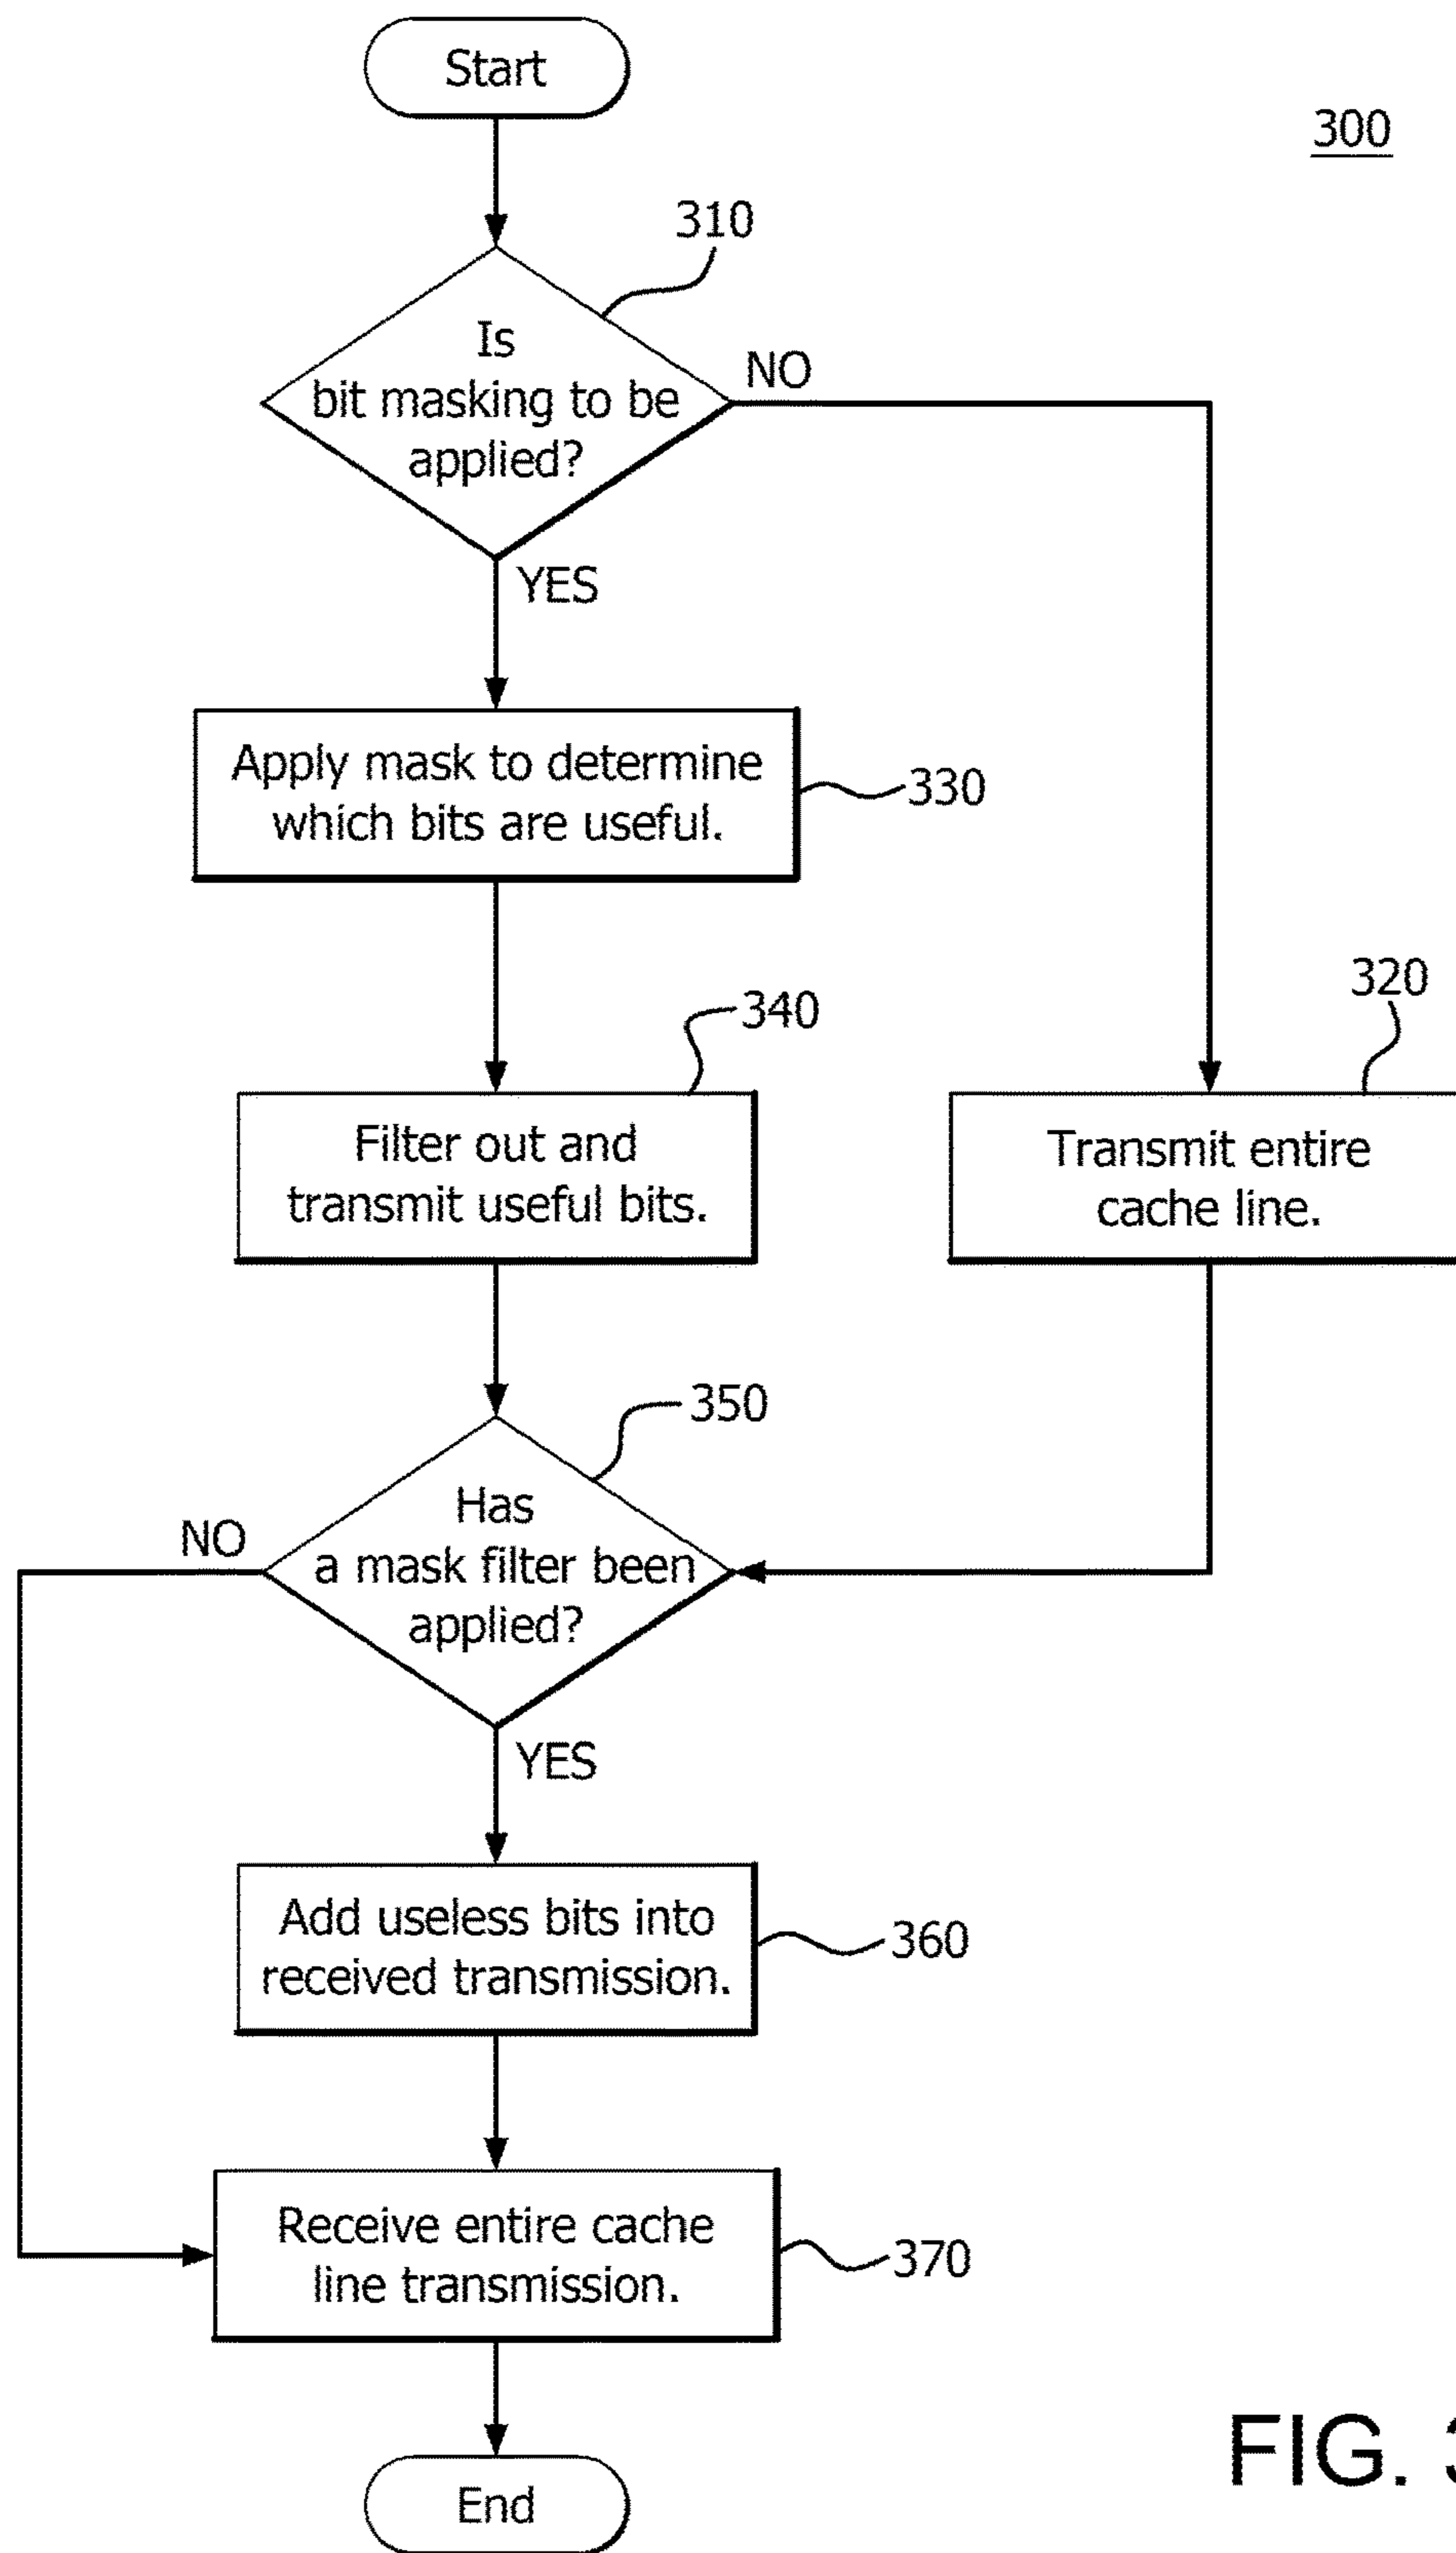 Start
300
310
Is
bit masking to be
applied?
NO
YES
Apply mask to determine
which bits are useful.
330
340
320
Filter out and
transmit useful bits.
Transmit entire
cache line.
350
Has
a mask filter been
applied?
NO
YES
Add useless bits into
received transmission.
360
Receive entire cache
line transmission.
370
End
FIG. 3